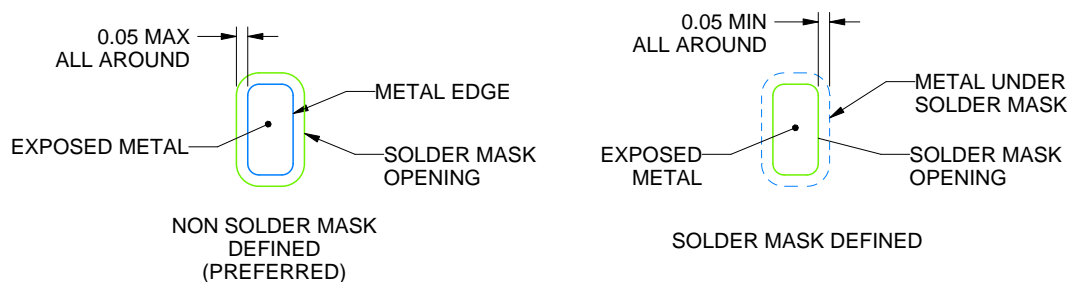 0.05 MAX
ALL AROUND
METAL EDGE
EXPOSED METAL
SOLDER MASK
OPENING
NON SOLDER MASK
DEFINED
(PREFERRED)
0.05 MIN
ALL AROUND
METAL UNDER
SOLDER MASK
EXPOSED
METAL
SOLDER MASK
OPENING
SOLDER MASK DEFINED